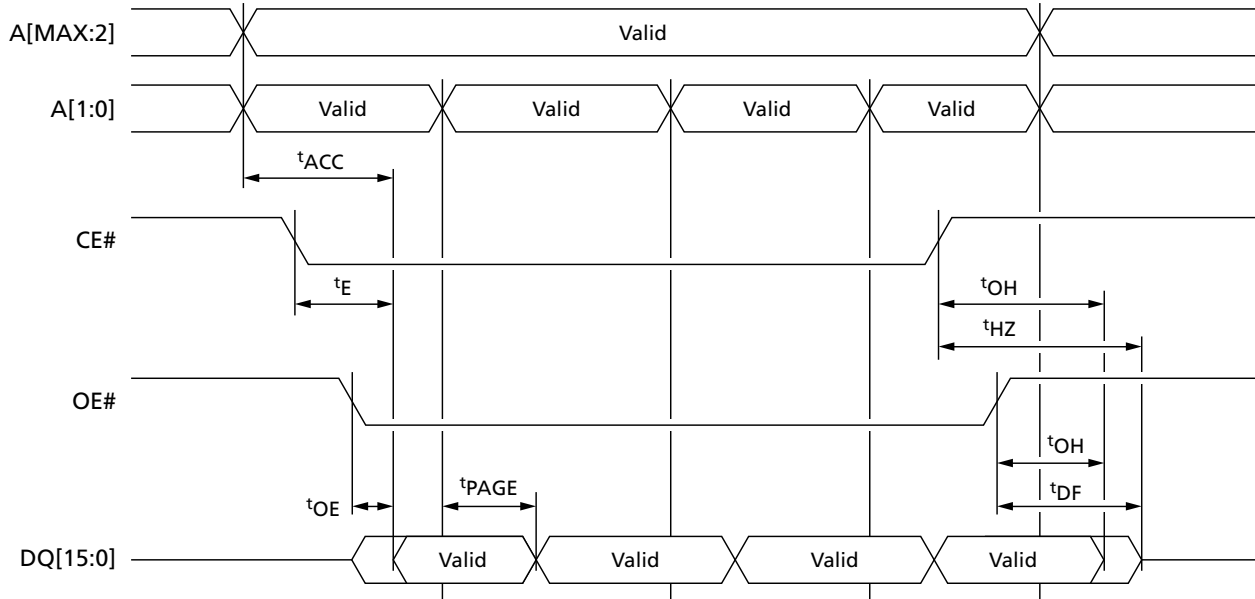 A[MAX:2] Valid
A[1:0] Valid Valid Valid Valid
tACC
CE#
tE tOH
tHZ
OE#
tOH
tOE tPAGE tDF
DQ[15:0] Valid Valid Valid Valid